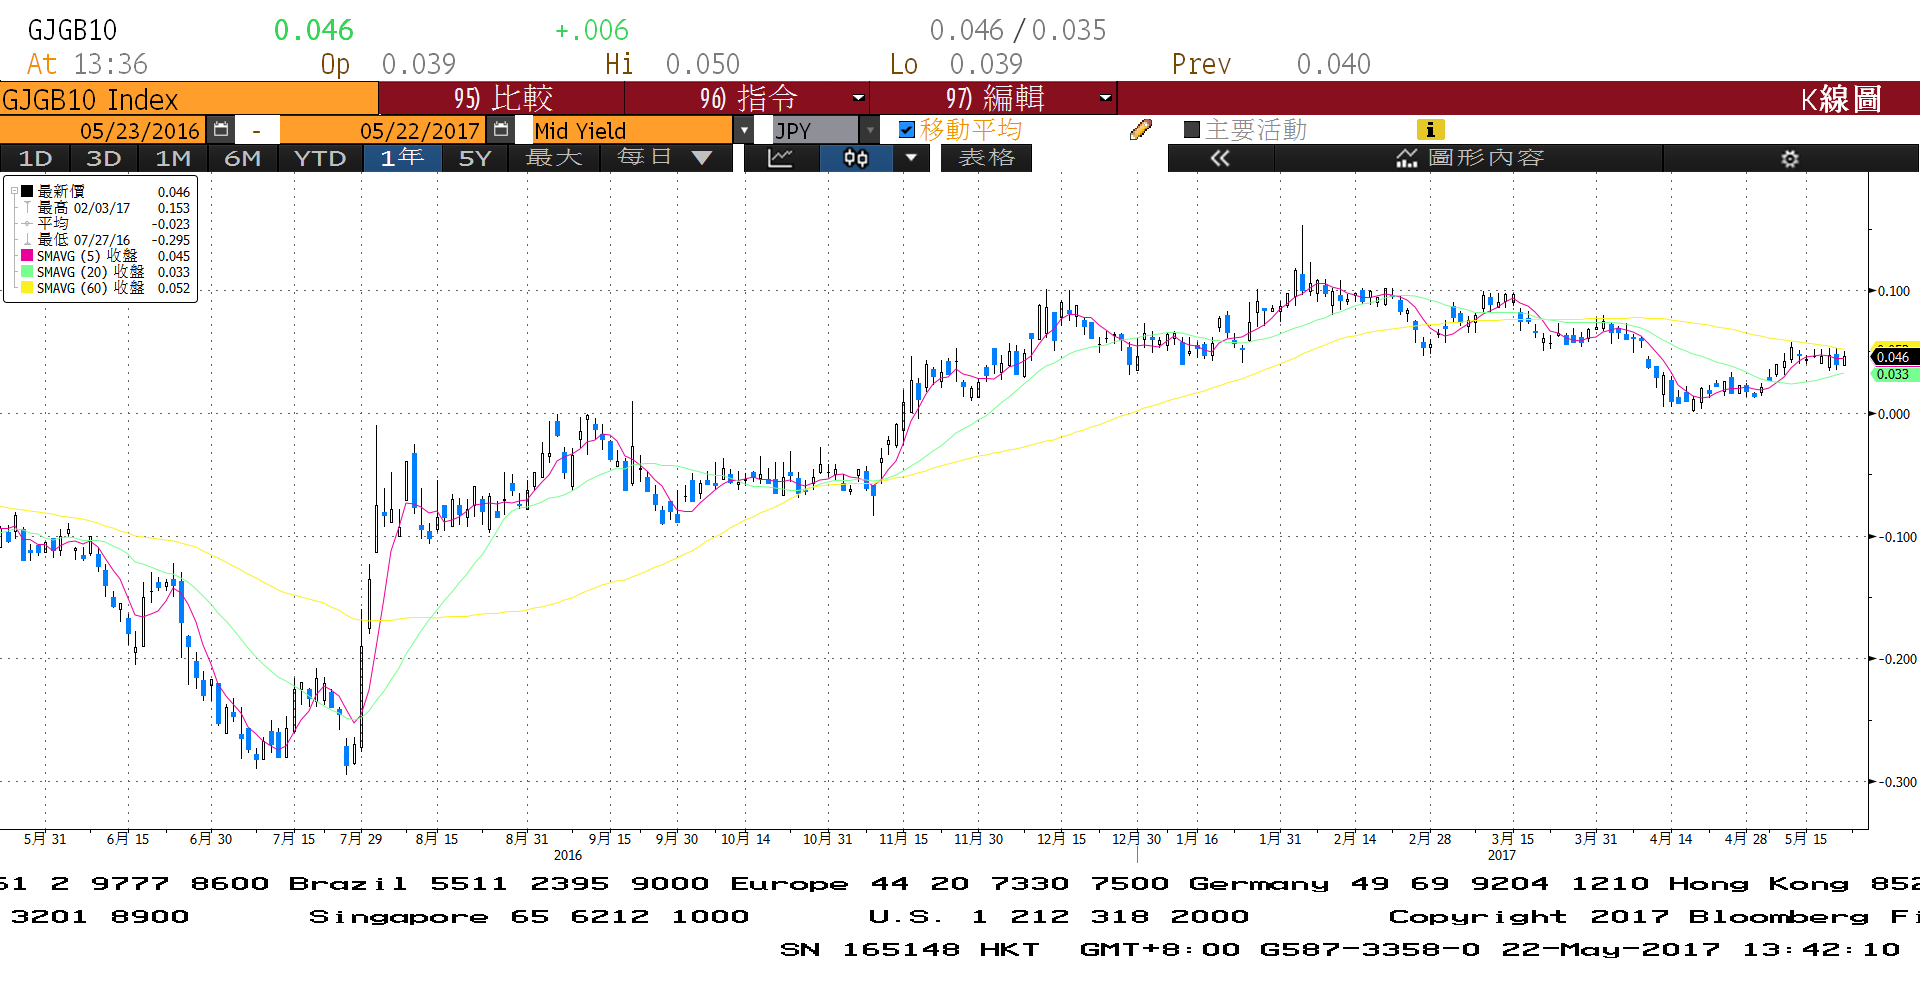 GJGB10 0.046 +.006 0.046 / 0.035
At 13:36 Op 0.039 Hi 0.050 Lo 0.039 Prev 0.040
GJGB10 Index 95) 比較 96) 指令 97) 編輯 K線圖
05/23/2016 - 05/22/2017 Mid Yield JPY 移動平均 主要活動 i
1D 3D 1M 6M YTD 1年 5Y 最大 每日 表格 圖形內容
最新價 0.046
最高 02/03/17 0.153
平均 -0.023
最低 07/27/16 -0.295
SMAVG (5) 收盤 0.045
SMAVG (20) 收盤 0.033
SMAVG (60) 收盤 0.052
0.100
0.046
0.033
0.000
-0.100
-0.200
-0.300
5月 31 6月 15 6月 30 7月 15 7月 29 8月 15 8月 31 9月 15 9月 30 10月 14 10月 31 11月 15 11月 30 12月 15 12月 30 1月 16 1月 31 2月 14 2月 28 3月 15 3月 31 4月 14 4月 28 5月 15
2016 2017
61 2 9777 8600 Brazil 5511 2395 9000 Europe 44 20 7330 7500 Germany 49 69 9204 1210 Hong Kong 852
3201 8900 Singapore 65 6212 1000 U.S. 1 212 318 2000 Copyright 2017 Bloomberg Fi
SN 165148 HKT GMT+8:00 G587-3358-0 22-May-2017 13:42:10